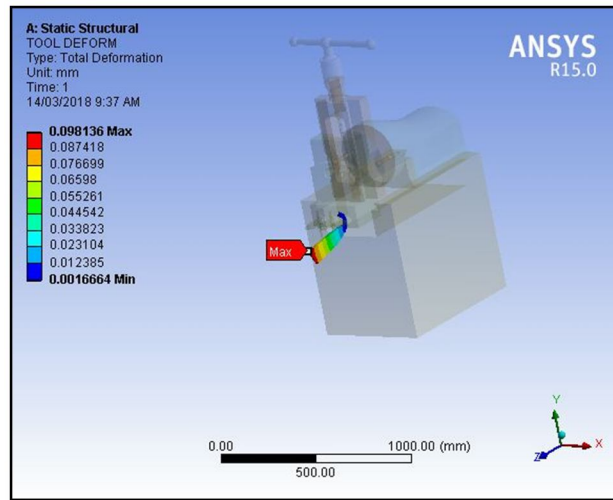 A: Static Structural
TOOL DEFORM
Type: Total Deformation
Unit: mm
Time: 1
14/03/2018 9:37 AM
0.098136 Max
0.087418
0.076699
0.06598
0.055261
0.044542
0.033823
0.023104
0.012385
0.0016664 Min
ANSYS
R15.0
Max
0.00
1000.00 (mm)
500.00
Y
X
Z